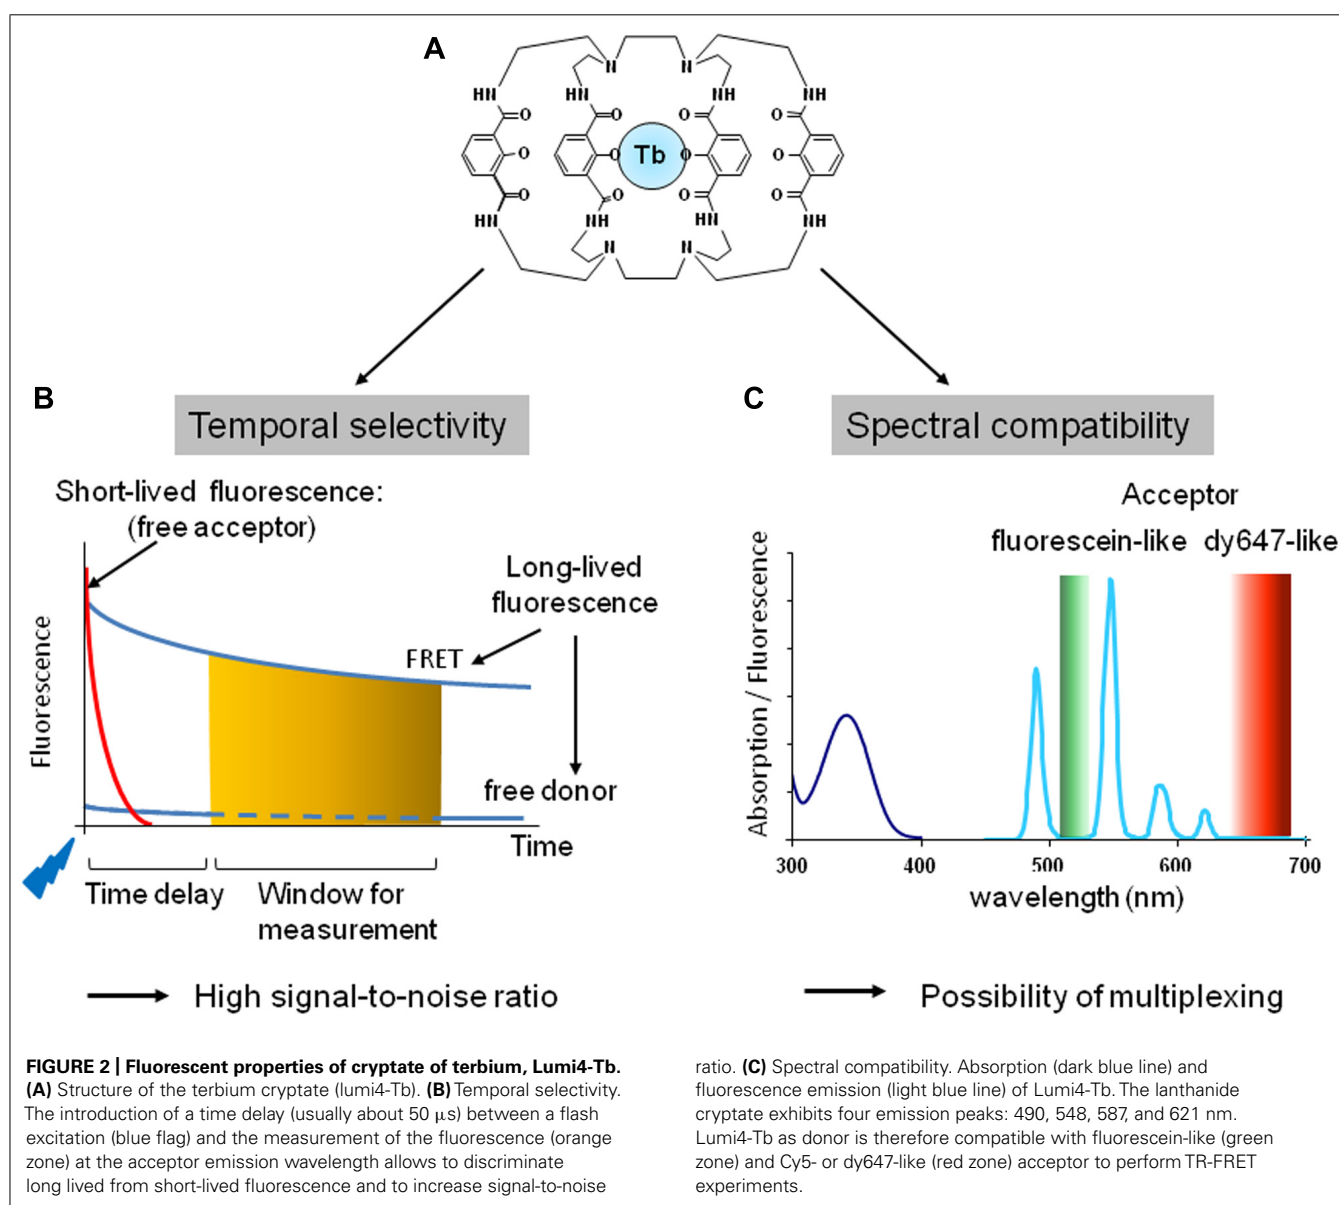 A
N N
HN HN NH NH
O O O O
O O Tb O O
O O O O
HN NH HN NH
N N
B
Temporal selectivity
Short-lived fluorescence:
(free acceptor)
Long-lived
fluorescence
FRET
free donor
Fluorescence
Time
Time delay
Window for
measurement
High signal-to-noise ratio
C
Spectral compatibility
Acceptor
fluorescein-like dy647-like
Absorption / Fluorescence
300 400 500 600 700
wavelength (nm)
Possibility of multiplexing
FIGURE 2 | Fluorescent properties of cryptate of terbium, Lumi4-Tb.
(A) Structure of the terbium cryptate (lumi4-Tb). (B) Temporal selectivity.
The introduction of a time delay (usually about 50 μs) between a flash
excitation (blue flag) and the measurement of the fluorescence (orange
zone) at the acceptor emission wavelength allows to discriminate
long lived from short-lived fluorescence and to increase signal-to-noise
ratio. (C) Spectral compatibility. Absorption (dark blue line) and
fluorescence emission (light blue line) of Lumi4-Tb. The lanthanide
cryptate exhibits four emission peaks: 490, 548, 587, and 621 nm.
Lumi4-Tb as donor is therefore compatible with fluorescein-like (green
zone) and Cy5- or dy647-like (red zone) acceptor to perform TR-FRET
experiments.